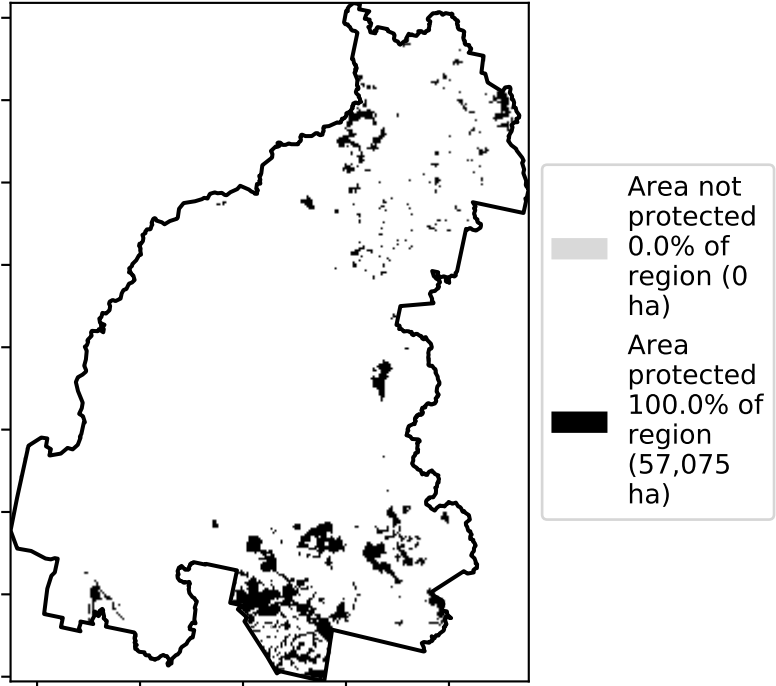 Area not
protected
0.0% of
region (0
ha)
Area
protected
100.0% of
region
(57,075
ha)